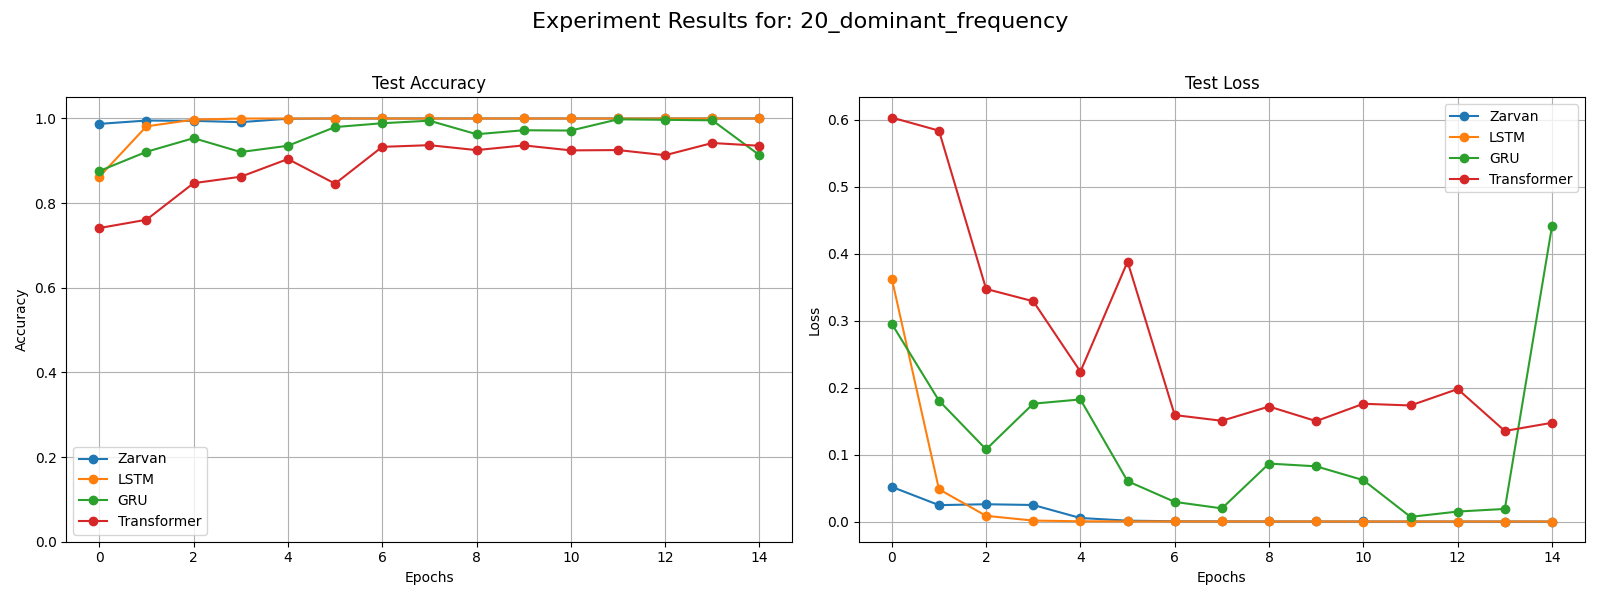 Experiment Results for: 20_dominant_frequency
Test Accuracy
1.0
0.8
0.6
0.4
0.2
0.0
Accuracy
Zarvan
LSTM
GRU
Transformer
0 2 4 6 8 10 12 14
Epochs
Test Loss
0.6
0.5
0.4
0.3
0.2
0.1
0.0
Loss
Zarvan
LSTM
GRU
Transformer
0 2 4 6 8 10 12 14
Epochs